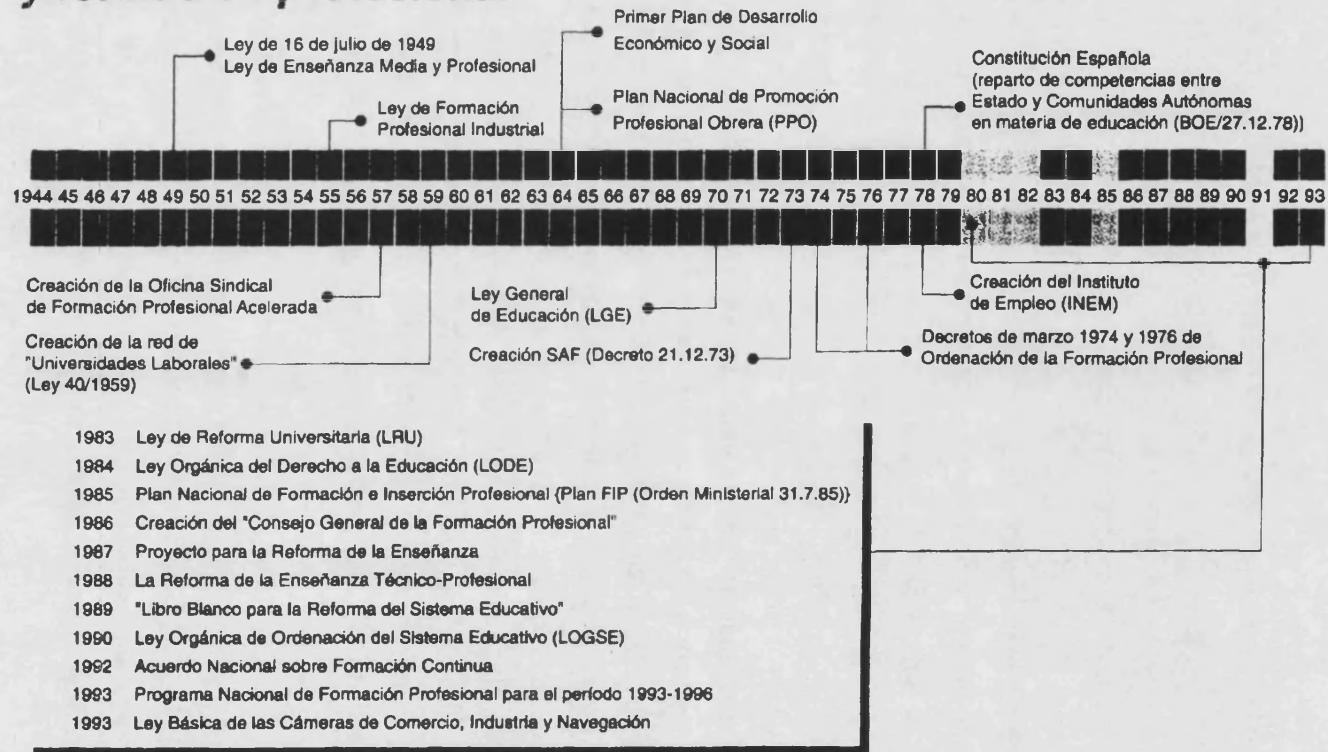 Primer Plan de Desarrollo
Económico y Social
Ley de 16 de julio de 1949
Ley de Enseñanza Media y Profesional
Constitución Española
(reparto de competencias entre
Estado y Comunidades Autónomas
en materia de educación (BOE/27.12.78))
Ley de Formación
Profesional Industrial
Plan Nacional de Promoción
Profesional Obrera (PPO)
1944 45 46 47 48 49 50 51 52 53 54 55 56 57 58 59 60 61 62 63 64 65 66 67 68 69 70 71 72 73 74 75 76 77 78 79 80 81 82 83 84 85 86 87 88 89 90 91 92 93
Creación de la Oficina Sindical
de Formación Profesional Acelerada
Ley General
de Educación (LGE)
Creación del Instituto
de Empleo (INEM)
Creación de la red de
"Universidades Laborales"
(Ley 40/1959)
Creación SAF (Decreto 21.12.73)
Decretos de marzo 1974 y 1976 de
Ordenación de la Formación Profesional
1983 Ley de Reforma Universitaria (LRU)
1984 Ley Orgánica del Derecho a la Educación (LODE)
1985 Plan Nacional de Formación e Inserción Profesional {Plan FIP (Orden Ministerial 31.7.85)}
1986 Creación del "Consejo General de la Formación Profesional"
1987 Proyecto para la Reforma de la Enseñanza
1988 La Reforma de la Enseñanza Técnico-Profesional
1989 "Libro Blanco para la Reforma del Sistema Educativo"
1990 Ley Orgánica de Ordenación del Sistema Educativo (LOGSE)
1992 Acuerdo Nacional sobre Formación Continua
1993 Programa Nacional de Formación Profesional para el período 1993-1996
1993 Ley Básica de las Cámeras de Comercio, Industria y Navegación